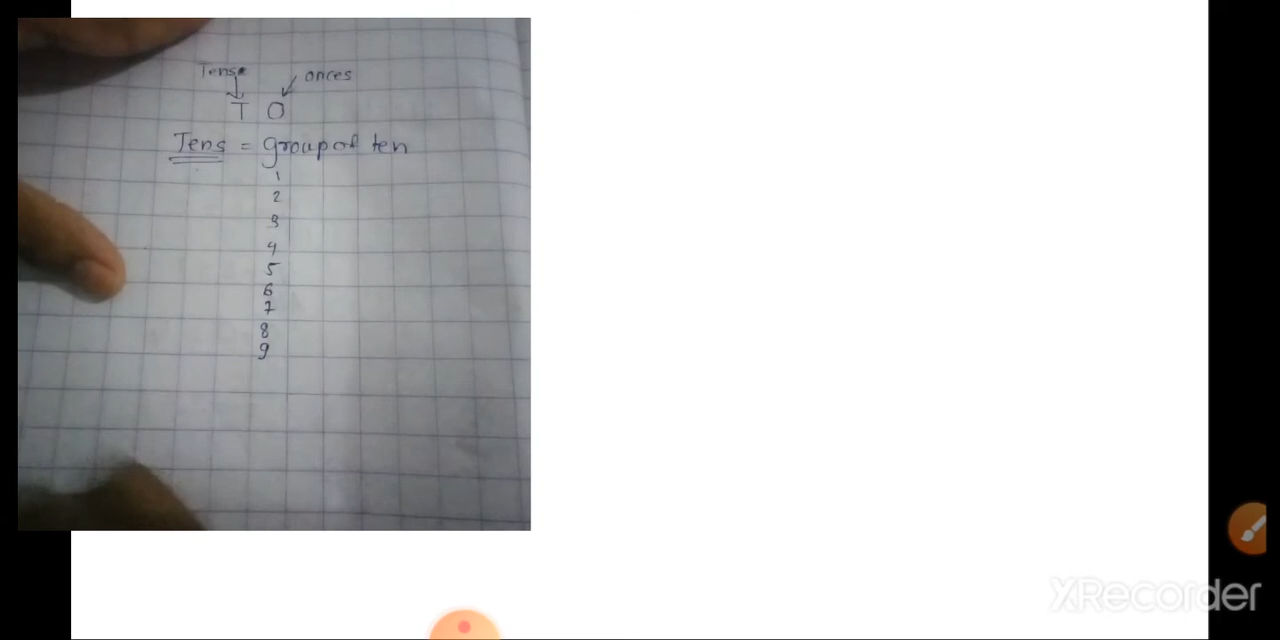 Tens onces
T O
Tens = group of ten
1
2
3
4
5
6
7
8
9
XRecorder